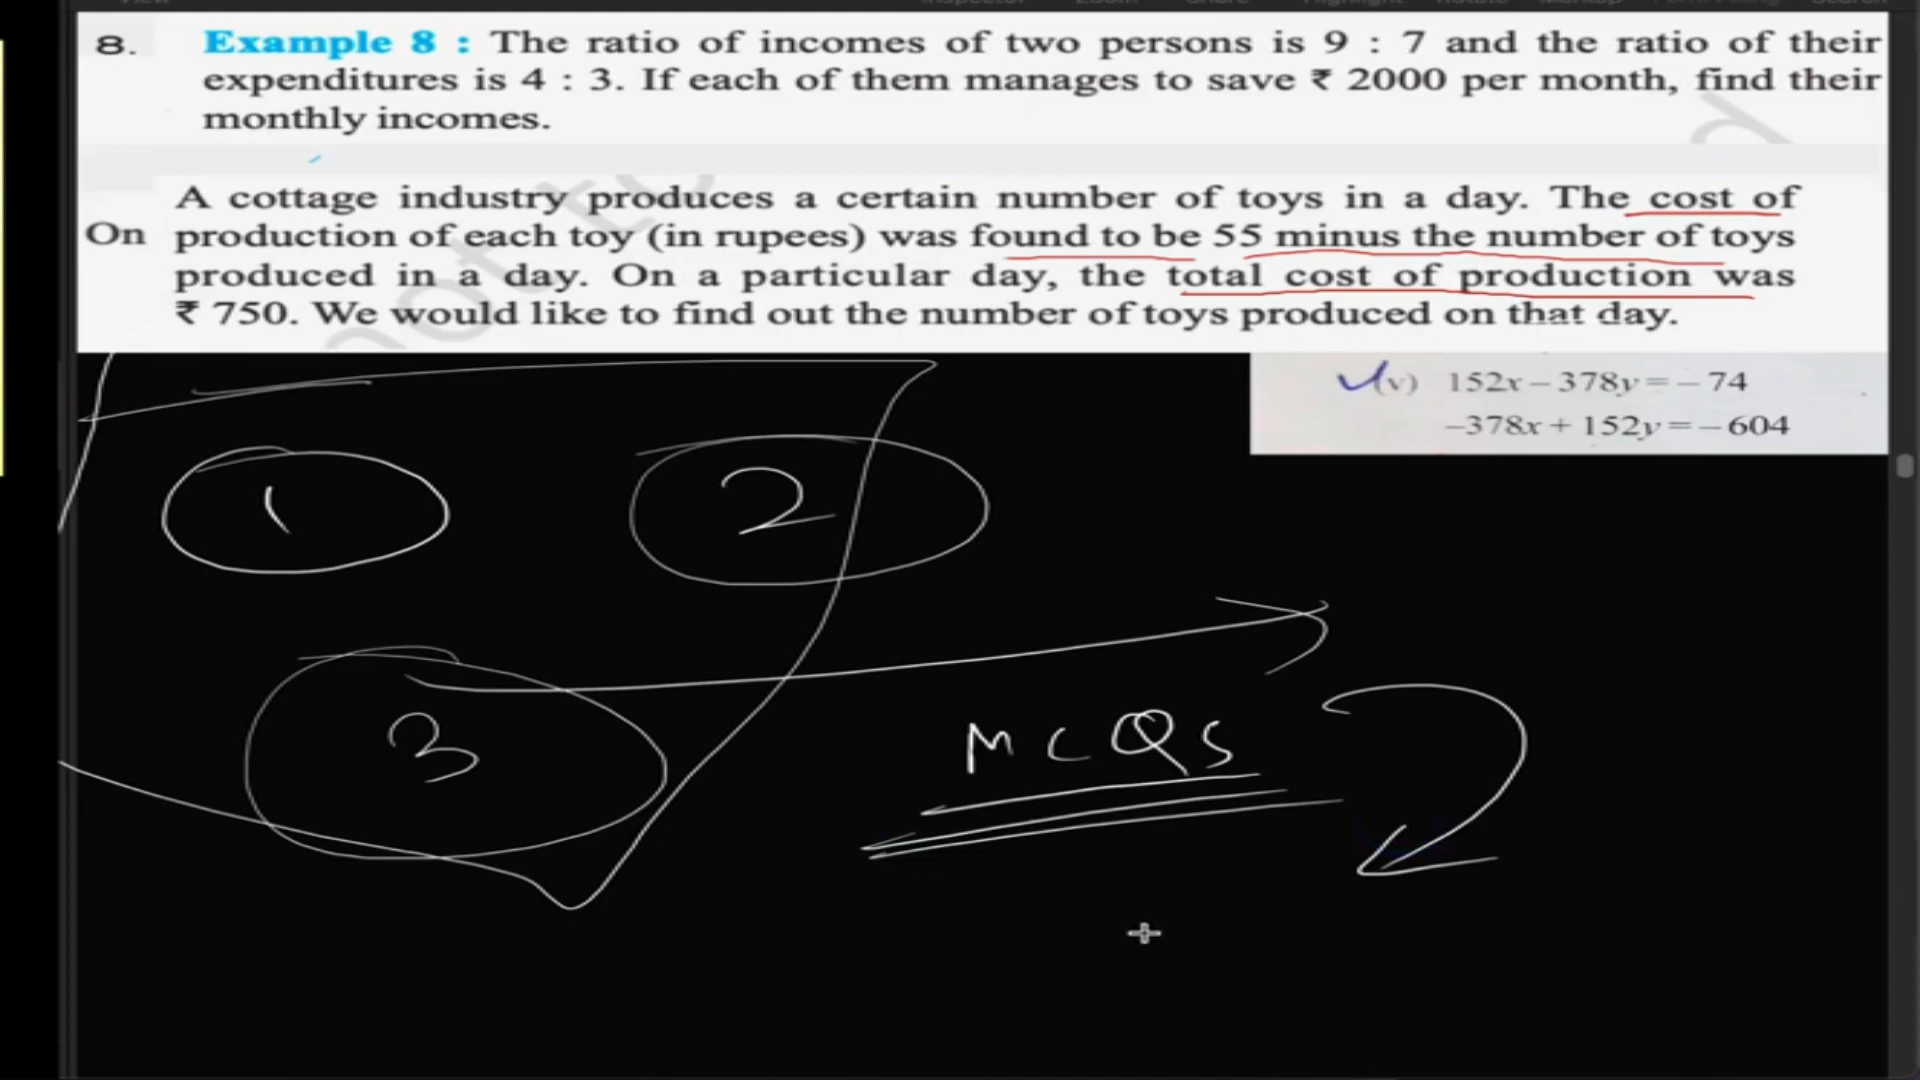 8. Example 8 : The ratio of incomes of two persons is 9 : 7 and the ratio of their
expenditures is 4 : 3. If each of them manages to save ₹ 2000 per month, find their
monthly incomes.
A cottage industry produces a certain number of toys in a day. The cost of
On production of each toy (in rupees) was found to be 55 minus the number of toys
produced in a day. On a particular day, the total cost of production was
₹ 750. We would like to find out the number of toys produced on that day.
(v) 152x – 378y = – 74
–378x + 152y = – 604
1
2
3
MCQS